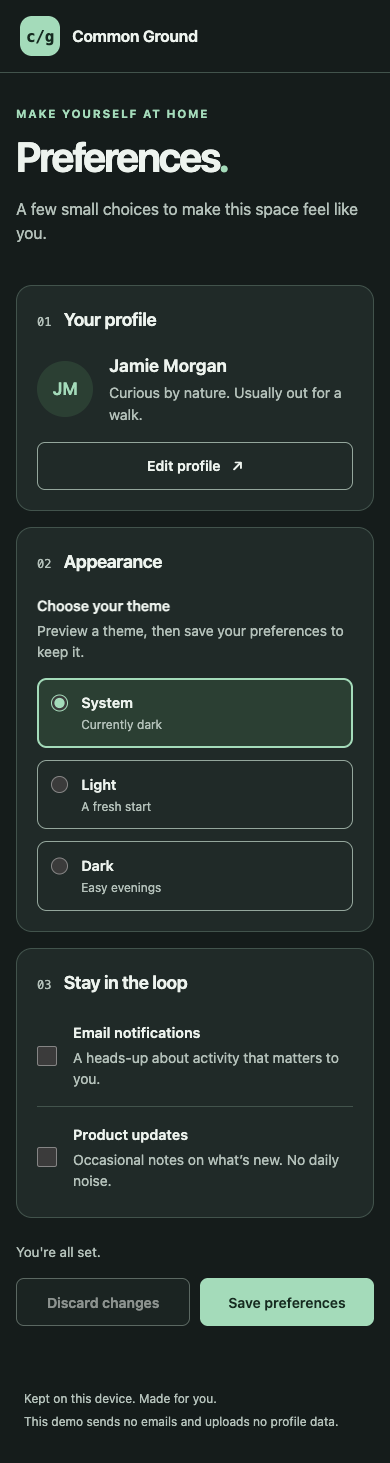 c/g
Common Ground
MAKE YOURSELF AT HOME
Preferences.
A few small choices to make this space feel like
you.
01 Your profile
JM
Jamie Morgan
Curious by nature. Usually out for a
walk.
Edit profile ↗
02 Appearance
Choose your theme
Preview a theme, then save your preferences to
keep it.
System
Currently dark
Light
A fresh start
Dark
Easy evenings
03 Stay in the loop
Email notifications
A heads-up about activity that matters to
you.
Product updates
Occasional notes on what’s new. No daily
noise.
You're all set.
Discard changes
Save preferences
Kept on this device. Made for you.
This demo sends no emails and uploads no profile data.